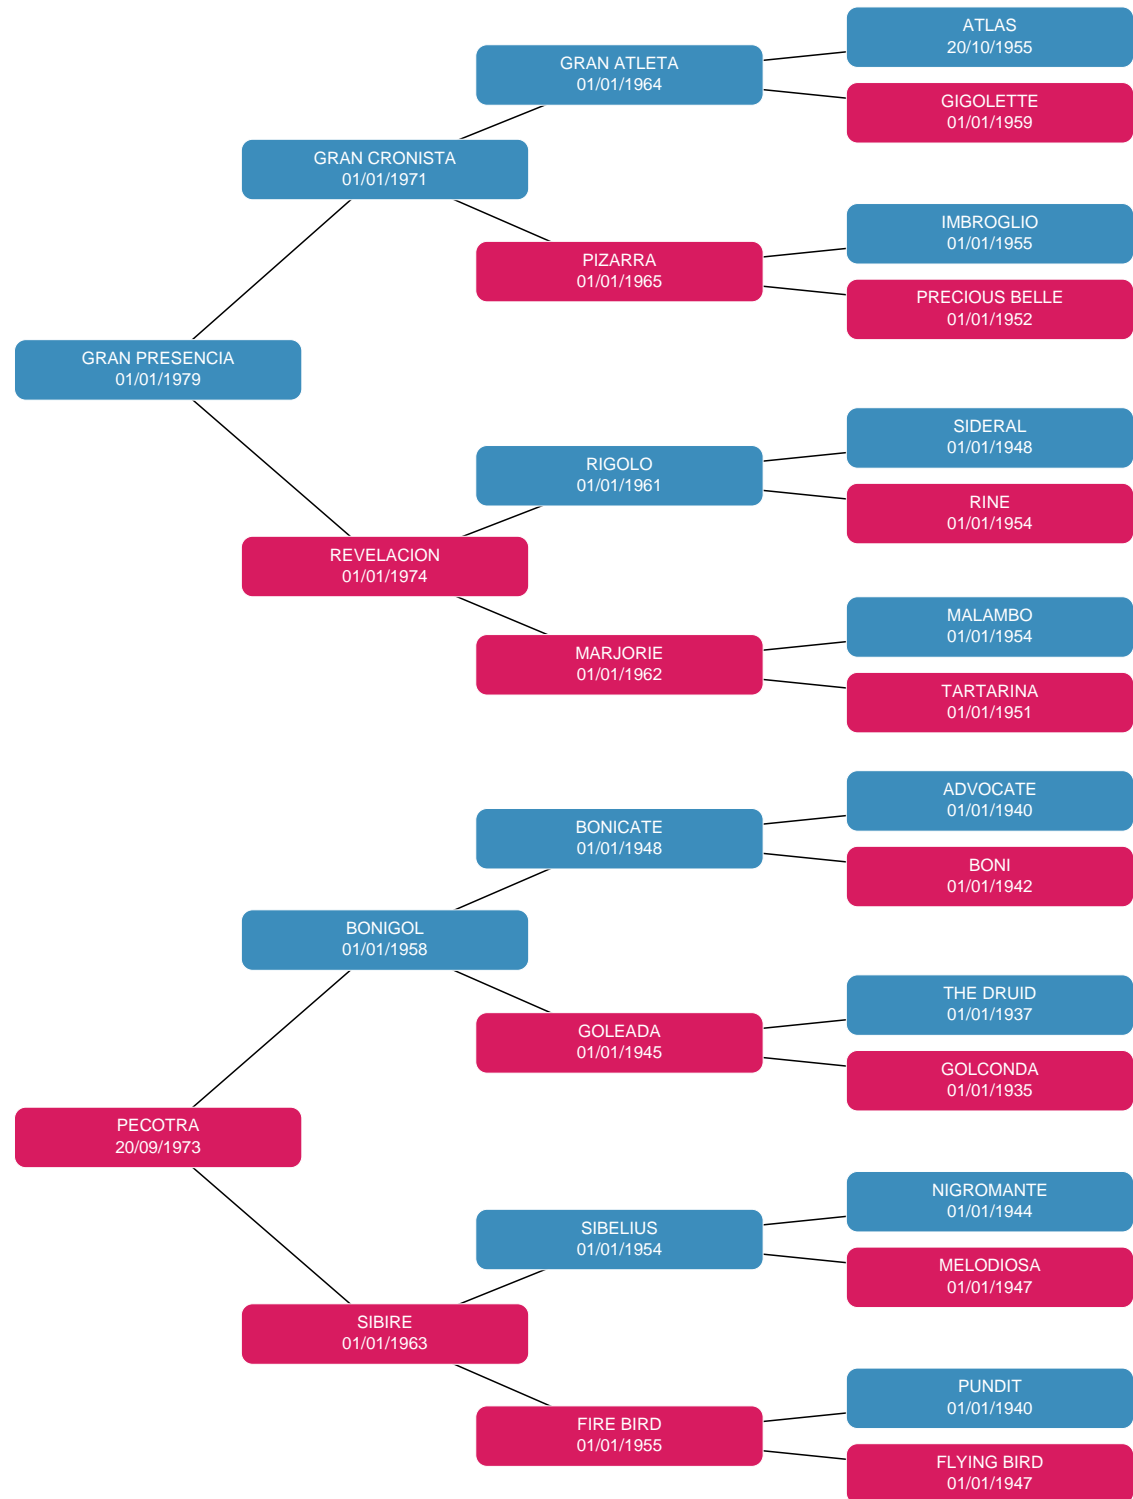 ATLAS
20/10/1955
GRAN ATLETA
01/01/1964
GIGOLETTE
01/01/1959
GRAN CRONISTA
01/01/1971
IMBROGLIO
01/01/1955
PIZARRA
01/01/1965
PRECIOUS BELLE
01/01/1952
GRAN PRESENCIA
01/01/1979
SIDERAL
01/01/1948
RIGOLO
01/01/1961
RINE
01/01/1954
REVELACION
01/01/1974
MALAMBO
01/01/1954
MARJORIE
01/01/1962
TARTARINA
01/01/1951
ADVOCATE
01/01/1940
BONICATE
01/01/1948
BONI
01/01/1942
BONIGOL
01/01/1958
THE DRUID
01/01/1937
GOLEADA
01/01/1945
GOLCONDA
01/01/1935
PECOTRA
20/09/1973
NIGROMANTE
01/01/1944
SIBELIUS
01/01/1954
MELODIOSA
01/01/1947
SIBIRE
01/01/1963
PUNDIT
01/01/1940
FIRE BIRD
01/01/1955
FLYING BIRD
01/01/1947